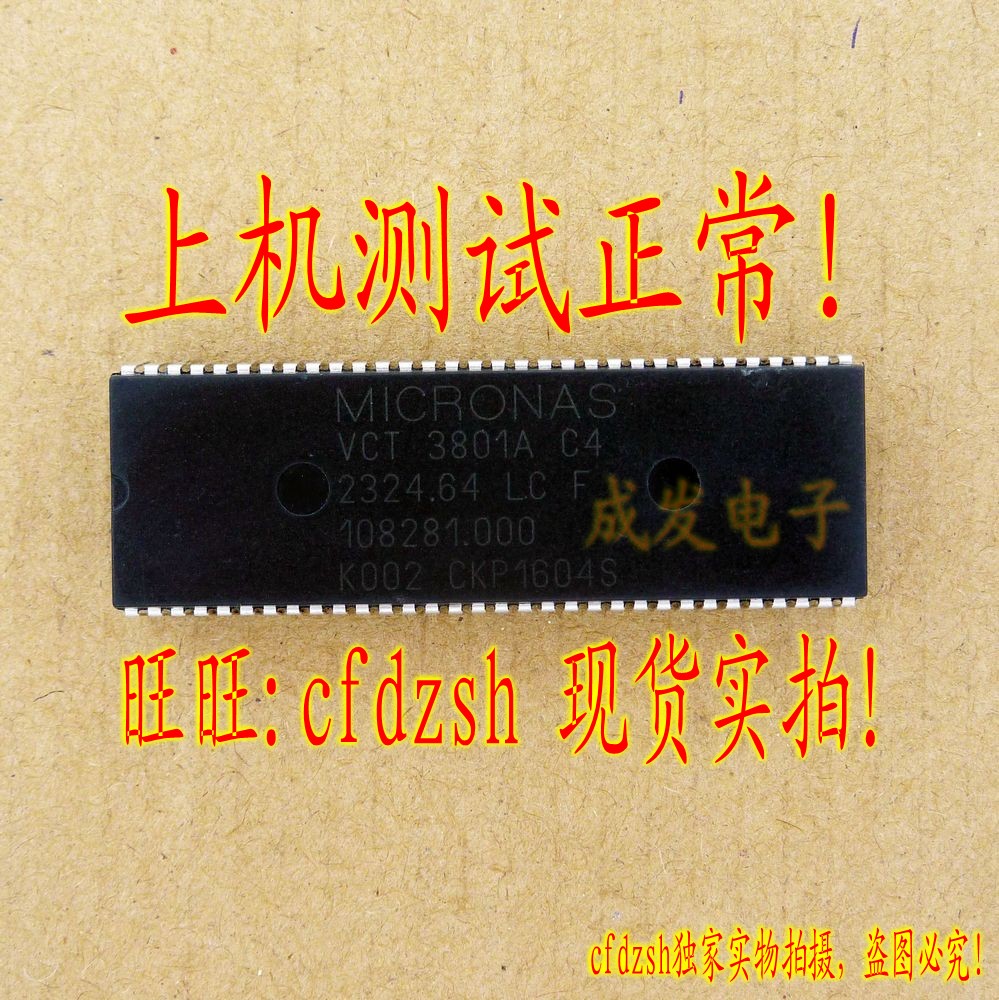 上机测试正常!
MICRONAS
VCT 3801A C4
2324.64 LC F
108281.000
K002 CKP1604S
成发电子
旺旺:cfdzsh 现货实拍!
cfdzsh独家实物拍摄,盗图必究!